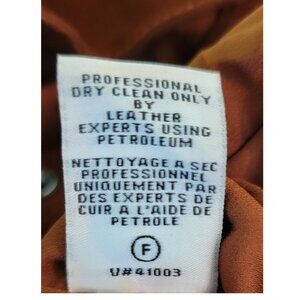 PROFESSIONAL
DRY CLEAN ONLY
BY
LEATHER
EXPERTS USING
PETROLEUM
NETTOYAGE A SEC
PROFESSIONNEL
UNIQUEMENT PAR
DES EXPERTS DE
CUIR A L'AIDE DE
PETROLE
F
V#41003